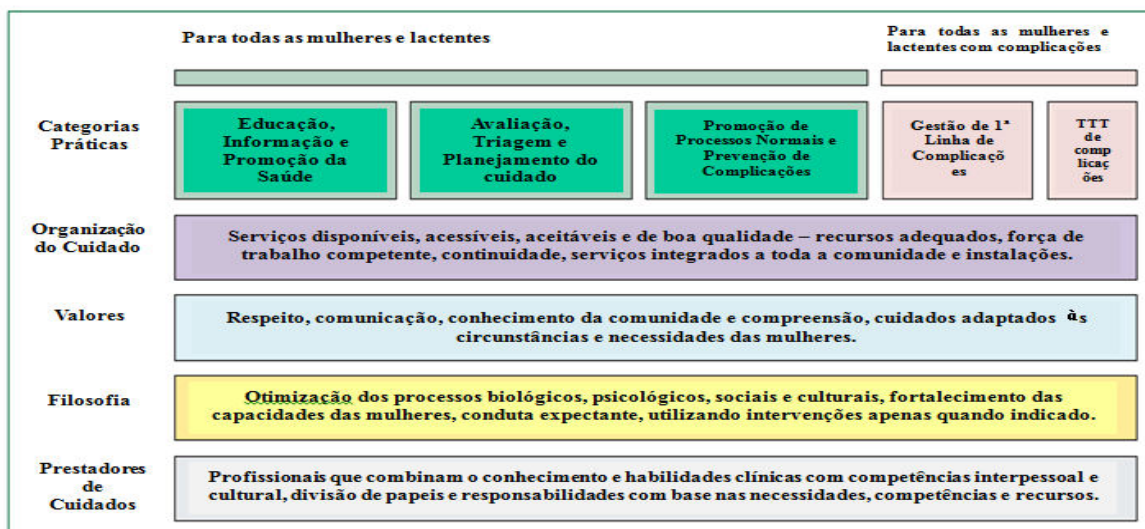 Para todas as mulheres e lactentes
Para todas as mulheres e
lactentes com complicações
Categorias
Práticas
Educação,
Informação e
Promoção da
Saúde
Avaliação,
Triagem e
Planejamento do
cuidado
Promoção de
Processos Normais e
Prevenção de
Complicações
Gestão de 1ª
Linha de
Complicaçõ
es
TTT
de
comp
licaç
ões
Organização
do Cuidado
Serviços disponíveis, acessíveis, aceitáveis e de boa qualidade – recursos adequados, força de
trabalho competente, continuidade, serviços integrados a toda a comunidade e instalações.
Valores
Respeito, comunicação, conhecimento da comunidade e compreensão, cuidados adaptados às
circunstâncias e necessidades das mulheres.
Filosofia
Otimização dos processos biológicos, psicológicos, sociais e culturais, fortalecimento das
capacidades das mulheres, conduta expectante, utilizando intervenções apenas quando indicado.
Prestadores
de
Cuidados
Profissionais que combinam o conhecimento e habilidades clínicas com competências interpessoal e
cultural, divisão de papeis e responsabilidades com base nas necessidades, competências e recursos.